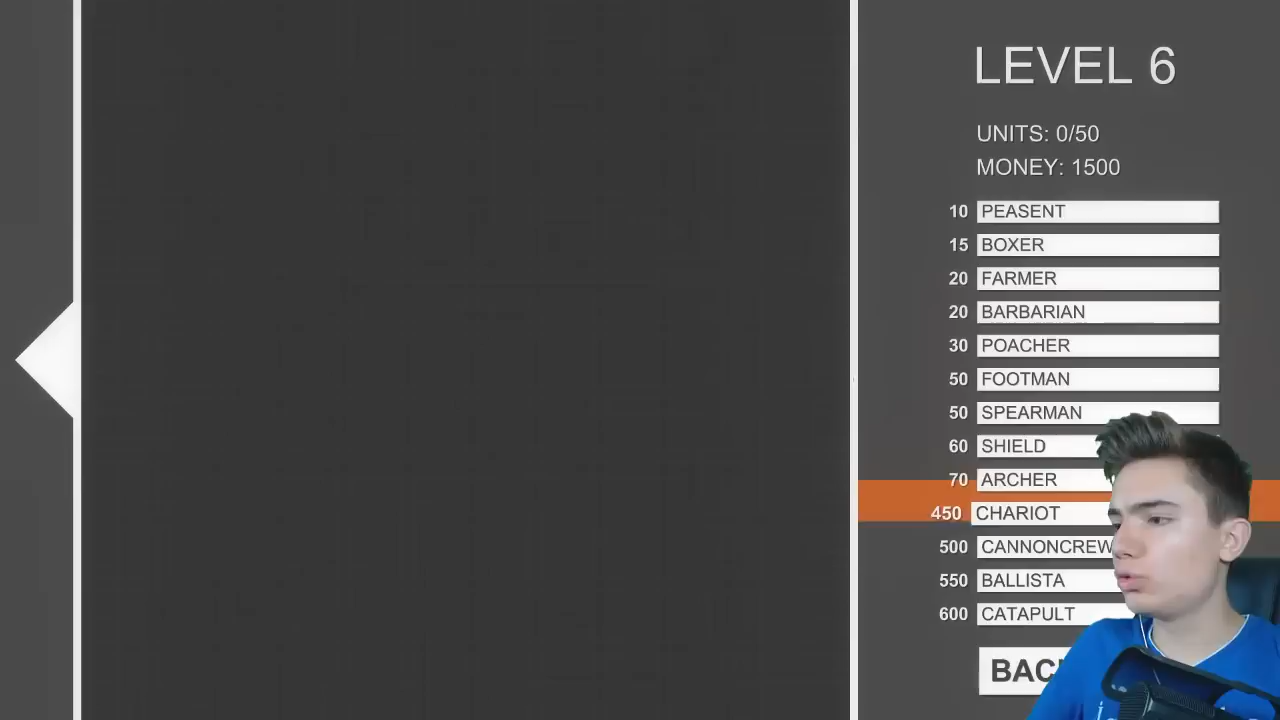 LEVEL 6
UNITS: 0/50
MONEY: 1500
10 PEASENT
15 BOXER
20 FARMER
20 BARBARIAN
30 POACHER
50 FOOTMAN
50 SPEARMAN
60 SHIELD
70 ARCHER
450 CHARIOT
500 CANNONCREW
550 BALLISTA
600 CATAPULT